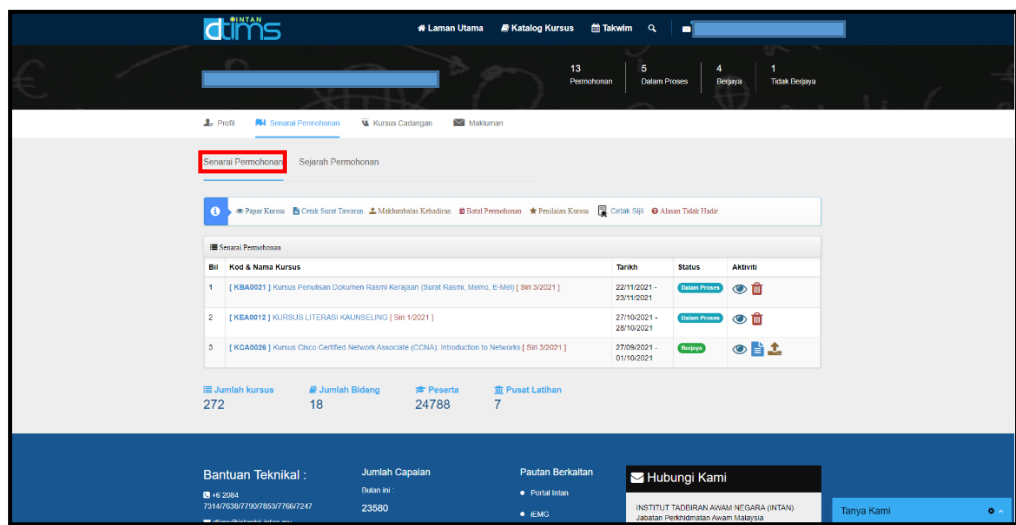 INTAN
dtims
Laman Utama
Katalog Kursus
Takwim
13
Permohonan
5
Dalam Proses
4
Berjaya
1
Tidak Berjaya
Profil
Senarai Permohonan
Kursus Cadangan
Makluman
Senarai Permohonan
Sejarah Permohonan
Papar Kursus
Cetak Surat Tawaran
Maklumbalas Kehadiran
Batal Permohonan
Penilaian Kursus
Cetak Sijil
Alasan Tidak Hadir
Senarai Permohonan
Bil Kod & Nama Kursus Tarikh Status Aktiviti
1 [ KBA0021 ] Kursus Penulisan Dokumen Rasmi Kerajaan (Surat Rasmi, Memo, E-Mel) [ Siri 3/2021 ] 22/11/2021 - Dalam Proses
23/11/2021
2 [ KEA0012 ] KURSUS LITERASI KAUNSELING [ Siri 1/2021 ] 27/10/2021 - Dalam Proses
28/10/2021
3 [ KCA0026 ] Kursus Cisco Certified Network Associate (CCNA): Introduction to Networks [ Siri 3/2021 ] 27/09/2021 - Berjaya
01/10/2021
Jumlah kursus
272
Jumlah Bidang
18
Peserta
24788
Pusat Latihan
7
Bantuan Teknikal :
+6 2084
7314/7638/7790/7853/7766/7247
Jumlah Capaian
Bulan ini :
23580
Pautan Berkaitan
Portal Intan
iEMG
Hubungi Kami
INSTITUT TADBIRAN AWAM NEGARA (INTAN)
Jabatan Perkhidmatan Awam Malaysia
Tanya Kami